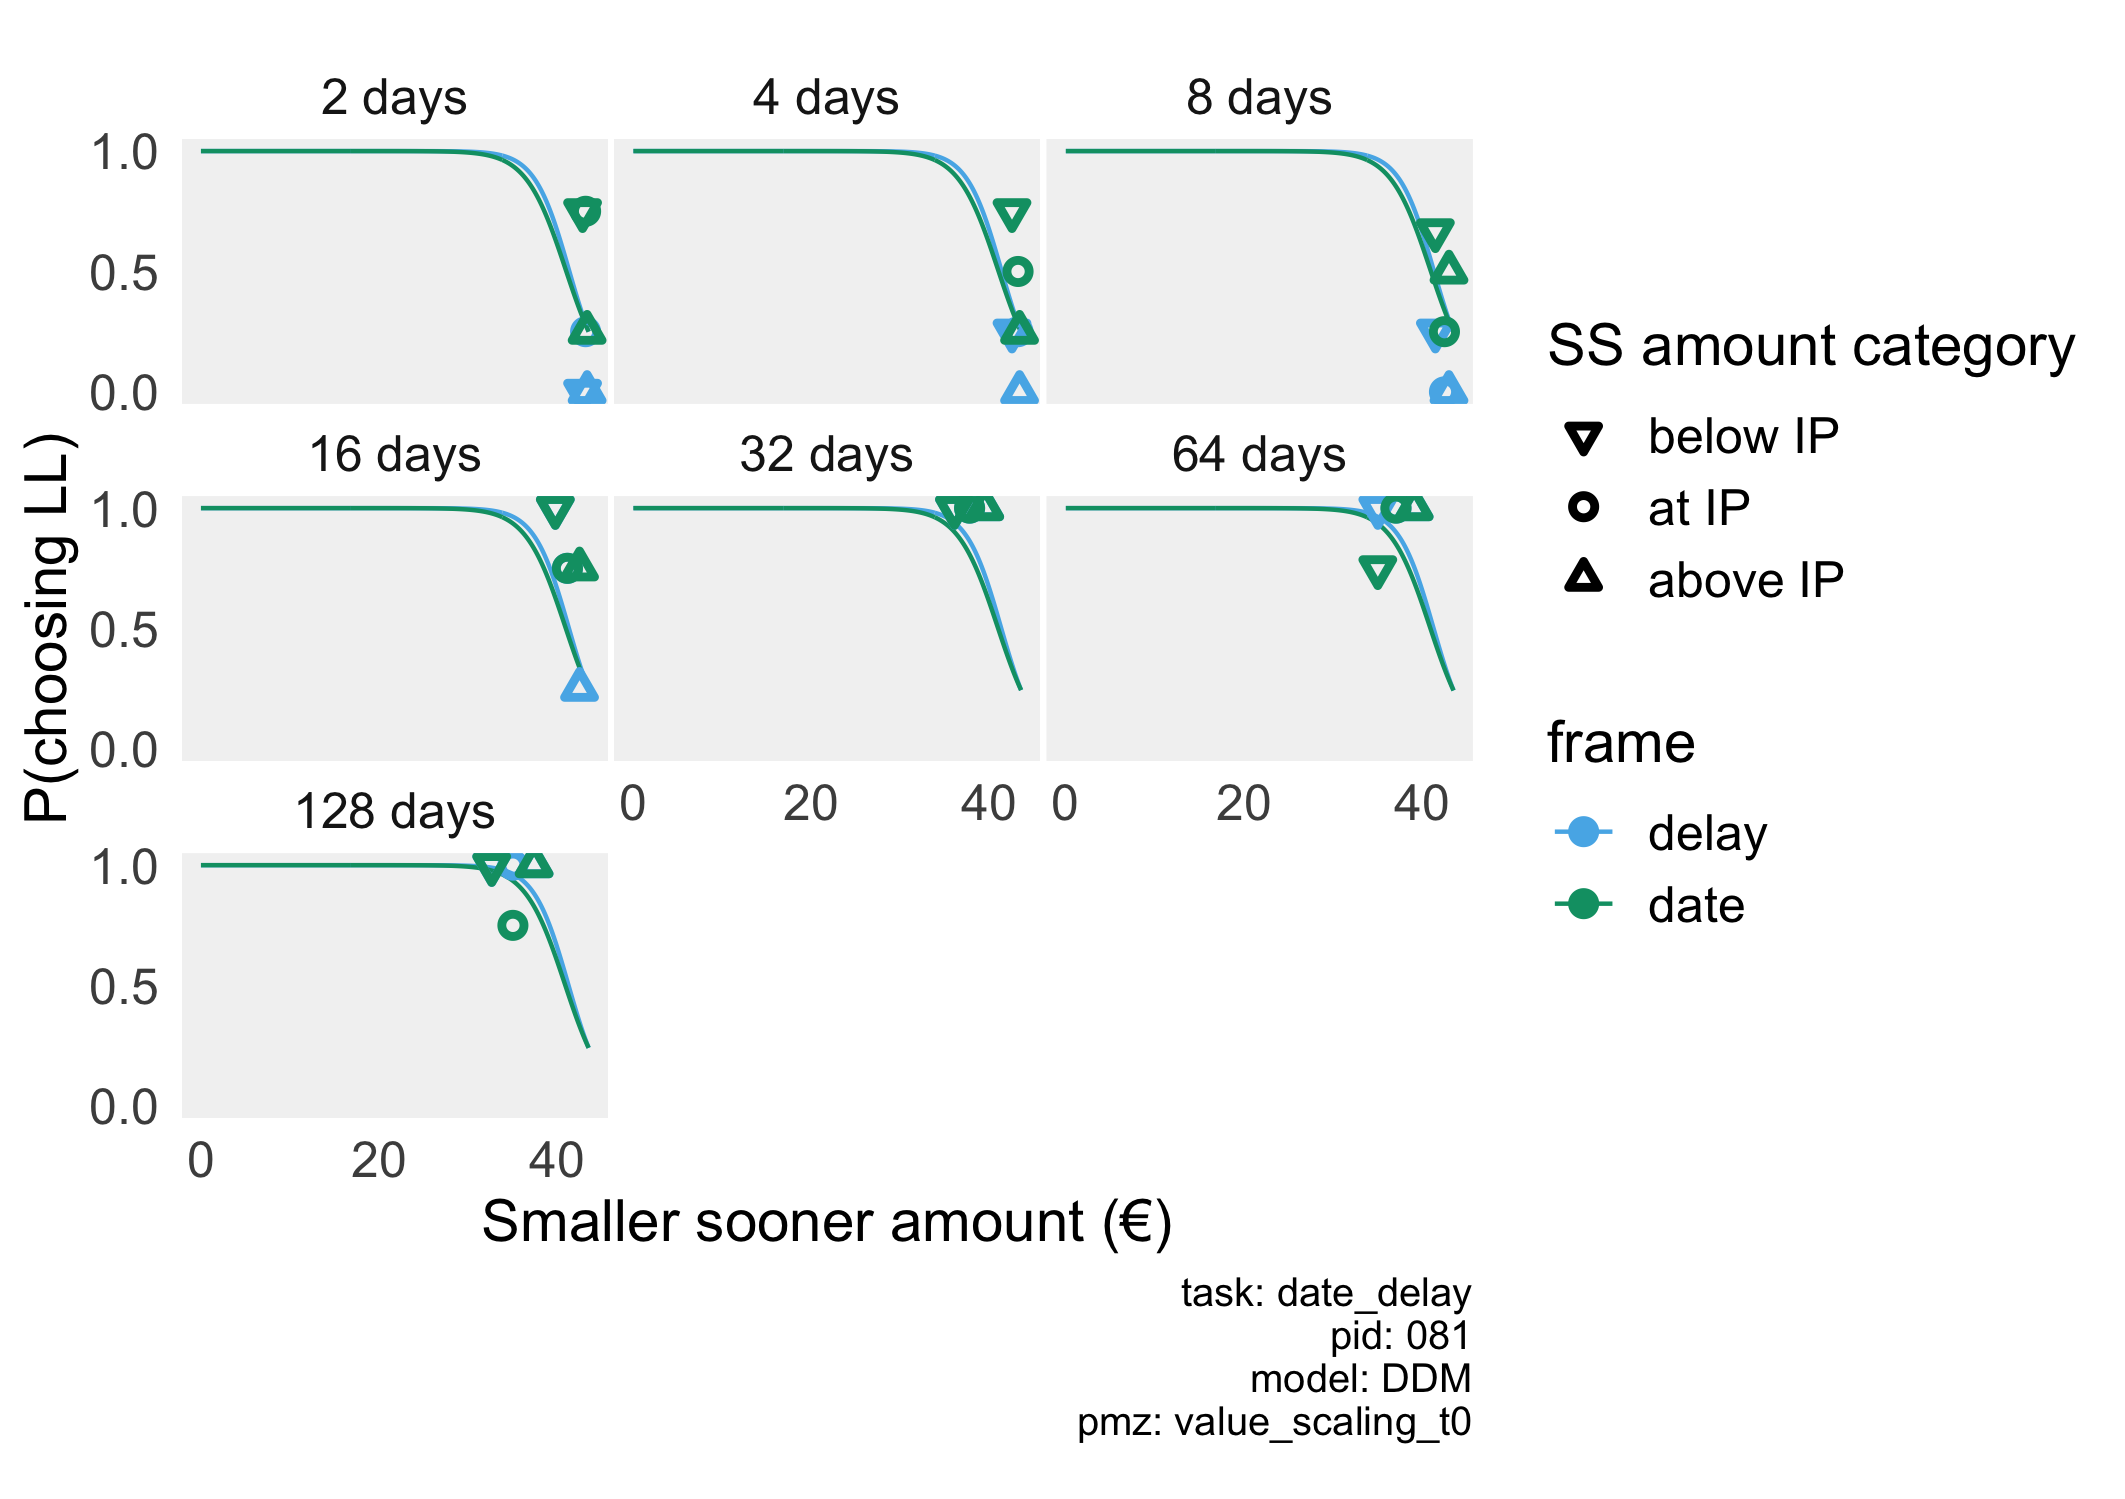 2 days
4 days
8 days
1.0
0.5
0.0
16 days
32 days
64 days
1.0
0.5
0.0
0
20
40
0
20
40
128 days
1.0
0.5
0.0
0
20
40
P(choosing LL)
Smaller sooner amount (€)
SS amount category
below IP
at IP
above IP
frame
delay
date
task: date_delay
pid: 081
model: DDM
pmz: value_scaling_t0